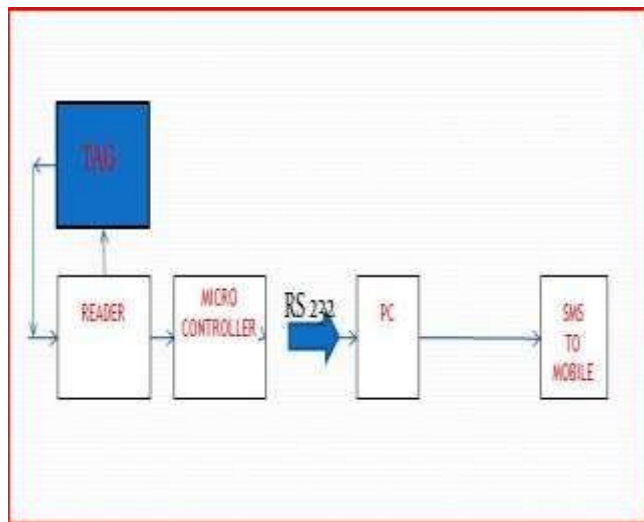 TAG
READER
MICRO
CONTROLLER
RS 232
PC
SMS
TO
MOBILE